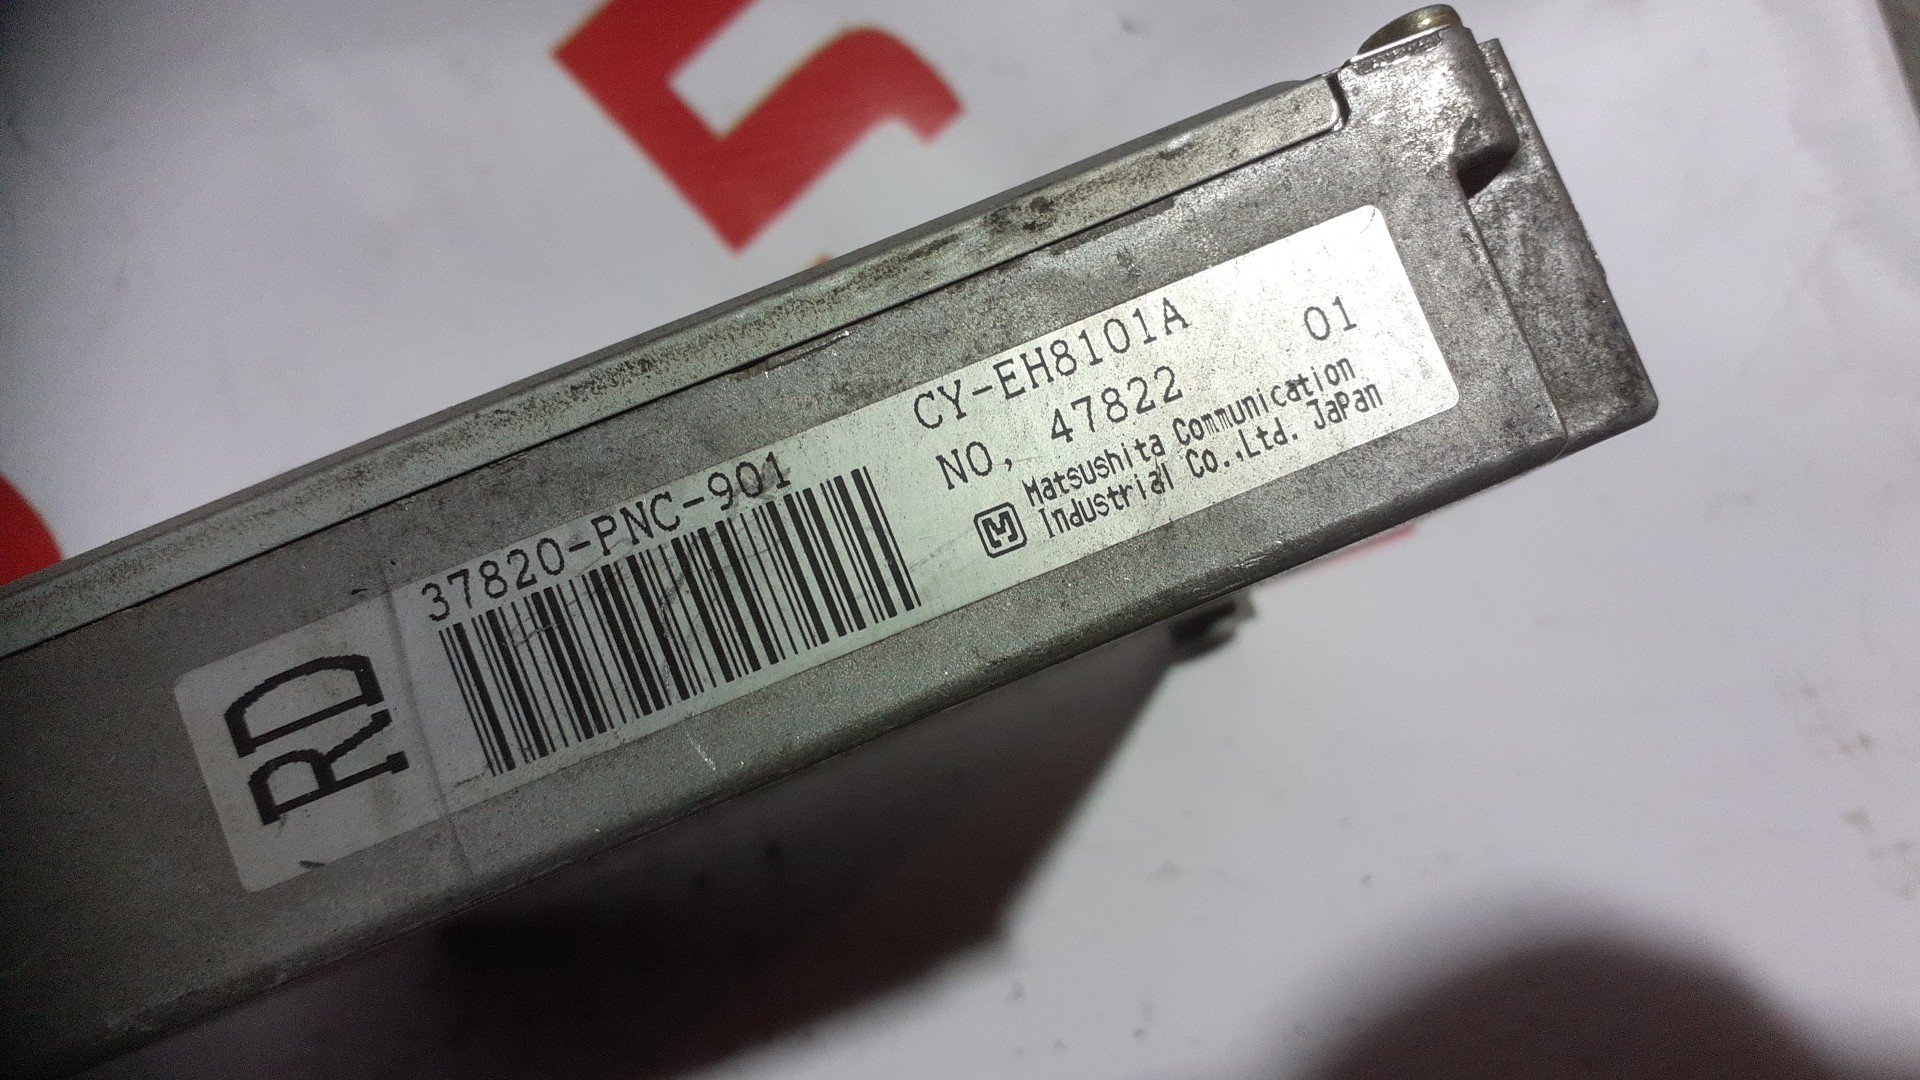 RD
37820-PNC-901
CY-EH8101A
NO. 47822 01
Matsushita Communication
Industrial Co.,Ltd. JaPan